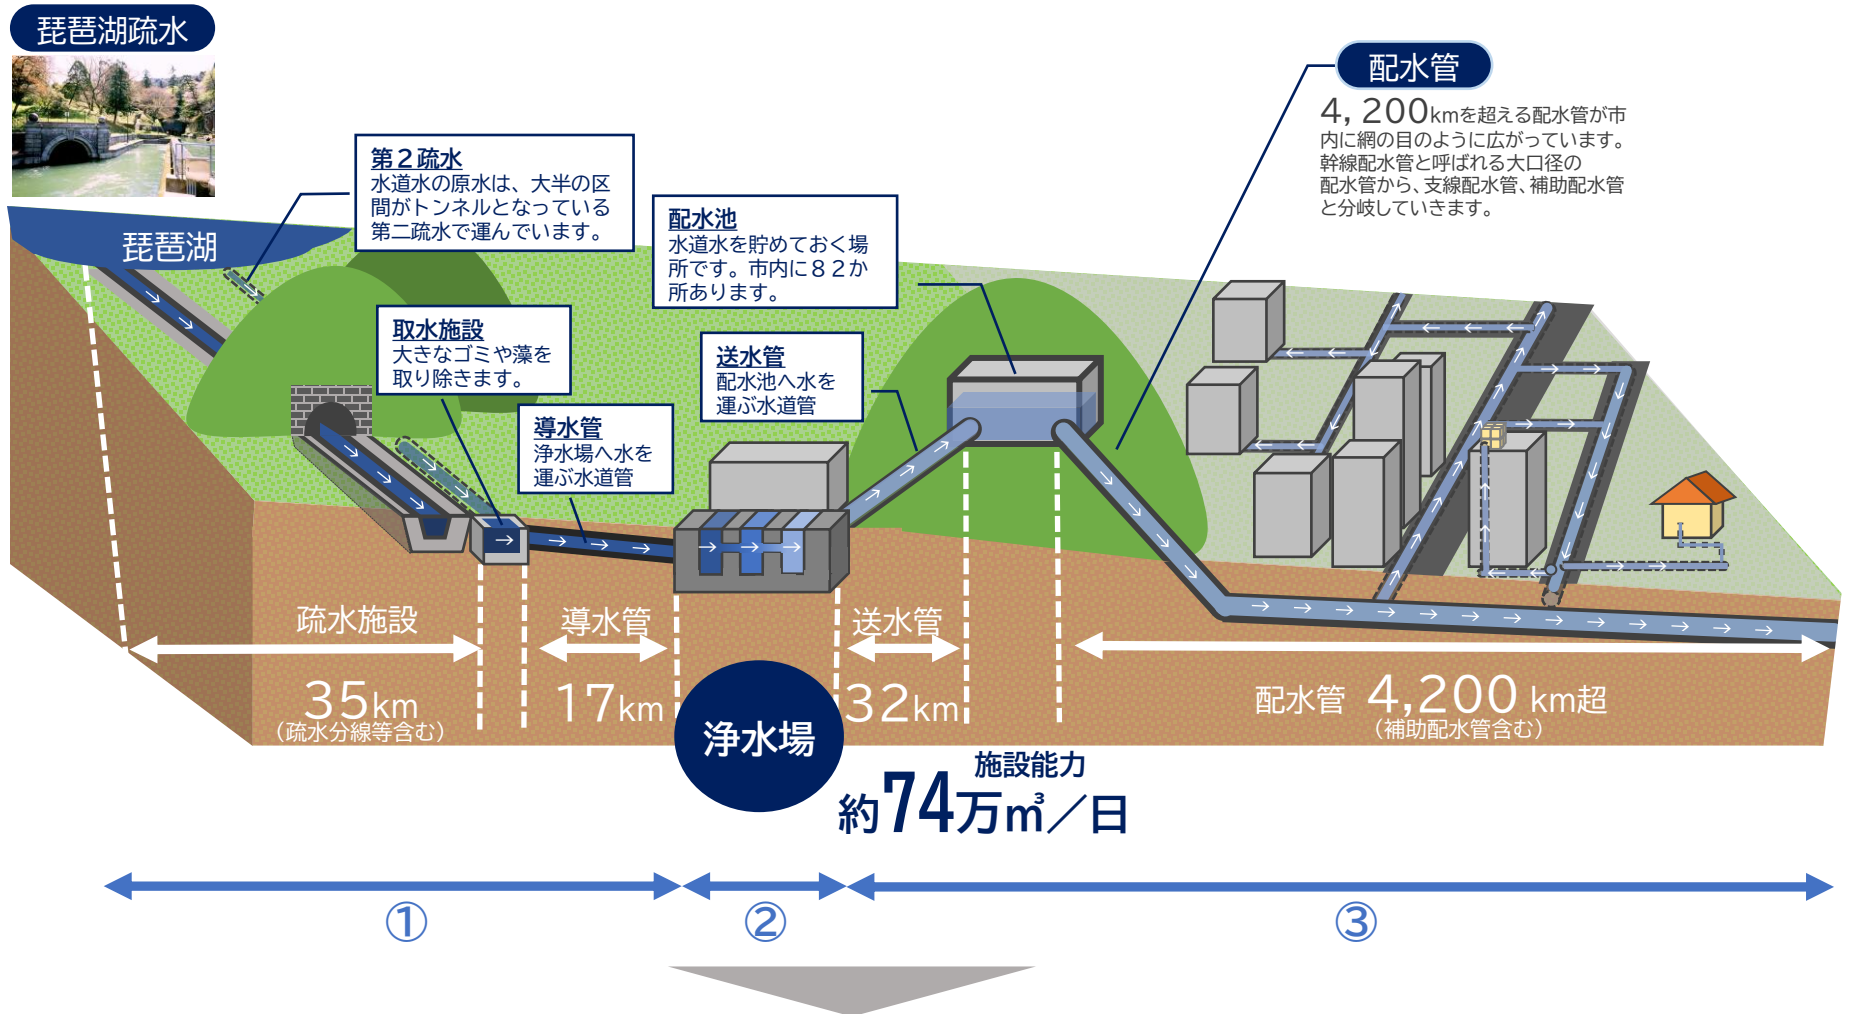 琵琶湖疏水
配水管
4,200kmを超える配水管が市
内に網の目のように広がっています。
幹線配水管と呼ばれる大口径の
配水管から、支線配水管、補助配水管
と分岐していきます。
第2疏水
水道水の原水は、大半の区
間がトンネルとなっている
第二疏水で運んでいます。
配水池
水道水を貯めておく場
所です。市内に82か
所あります。
琵琶湖
取水施設
大きなゴミや藻を
取り除きます。
送水管
配水池へ水を
運ぶ水道管
導水管
浄水場へ水を
運ぶ水道管
疏水施設
35km
(疏水分線等含む)
導水管
17km
送水管
32km
配水管 4,200 km超
(補助配水管含む)
浄水場
施設能力
約74万㎥/日
①
②
③